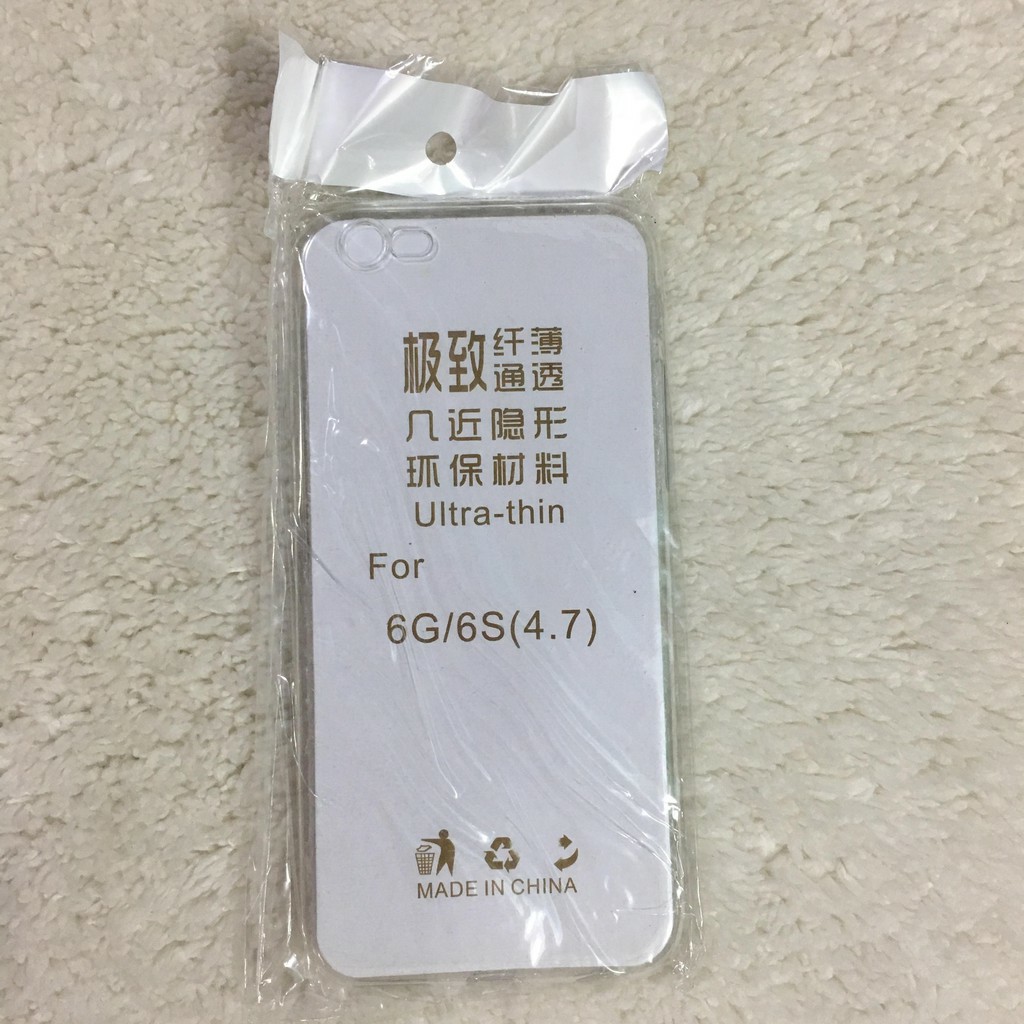 极致纤薄
通透
几近隐形
环保材料
Ultra-thin
For
6G/6S(4.7)
MADE IN CHINA